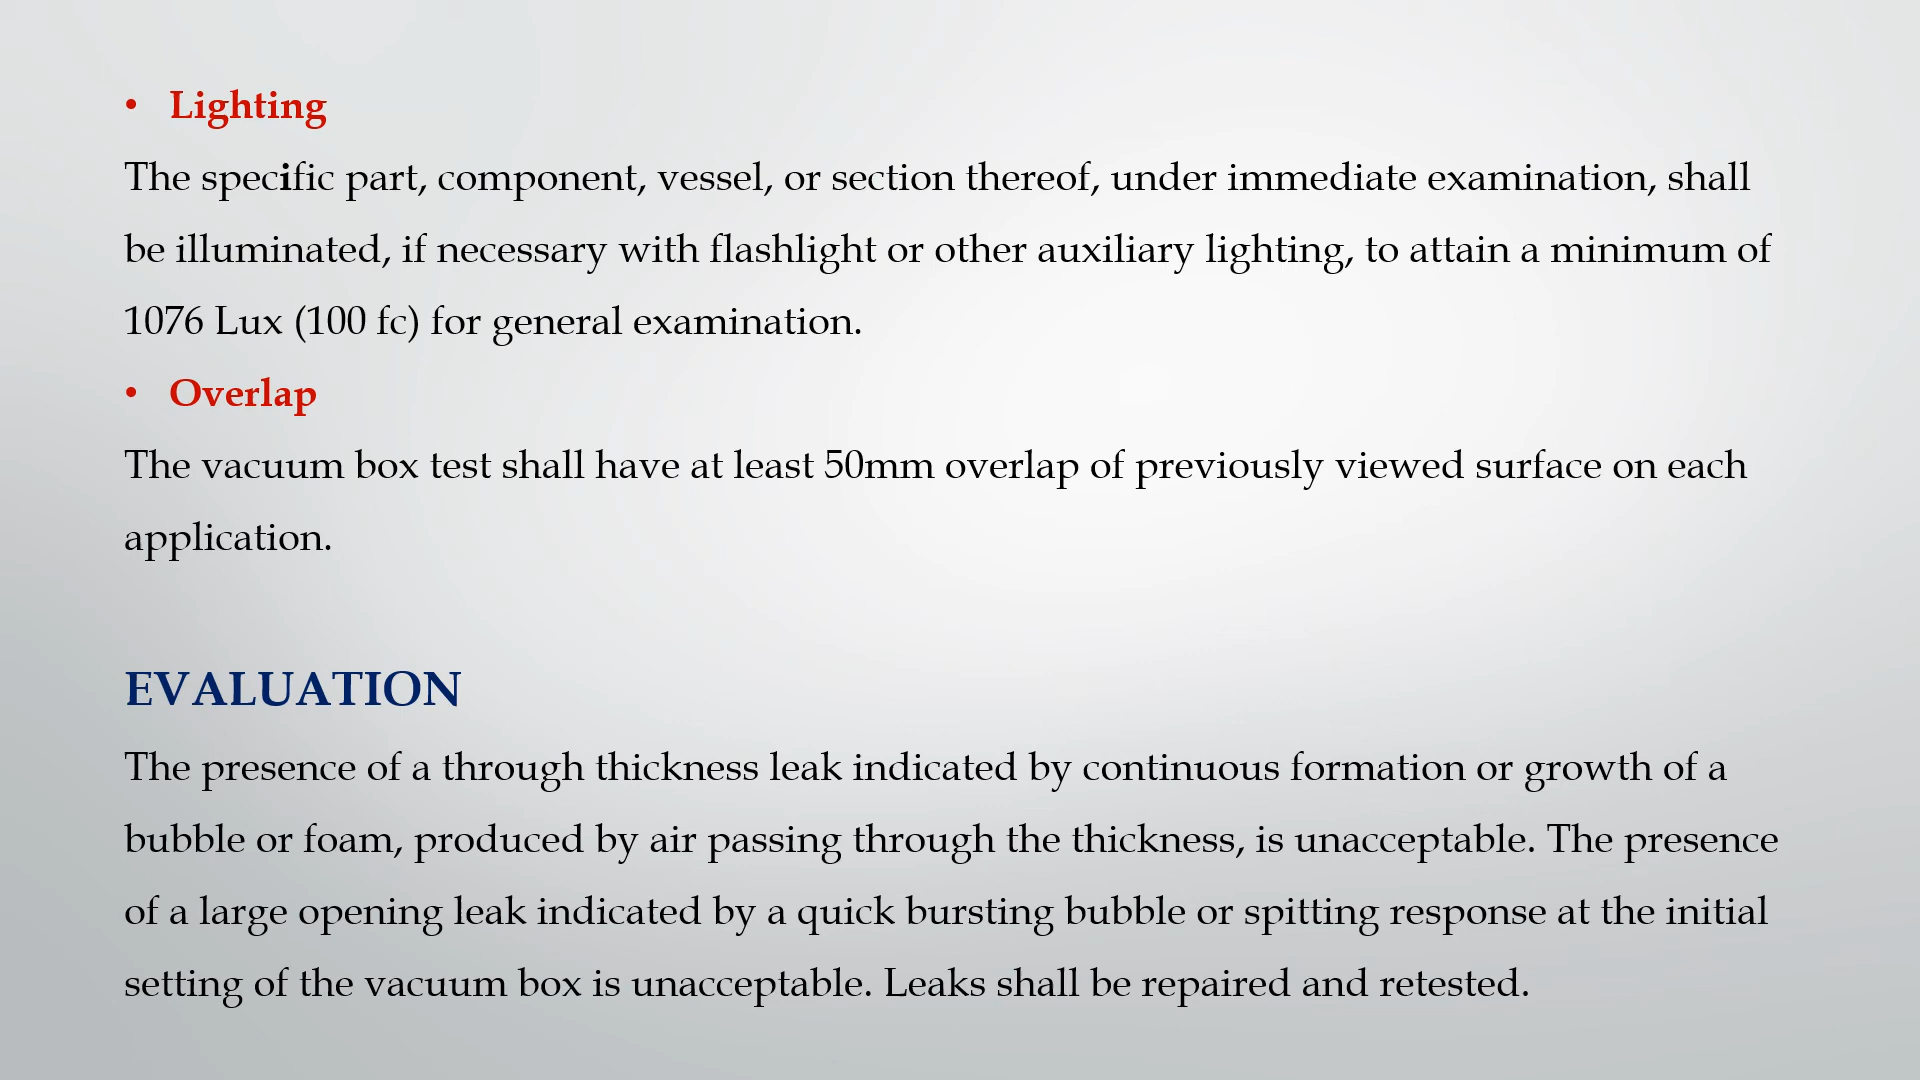 • Lighting
The specific part, component, vessel, or section thereof, under immediate examination, shall
be illuminated, if necessary with flashlight or other auxiliary lighting, to attain a minimum of
1076 Lux (100 fc) for general examination.
• Overlap
The vacuum box test shall have at least 50mm overlap of previously viewed surface on each
application.
EVALUATION
The presence of a through thickness leak indicated by continuous formation or growth of a
bubble or foam, produced by air passing through the thickness, is unacceptable. The presence
of a large opening leak indicated by a quick bursting bubble or spitting response at the initial
setting of the vacuum box is unacceptable. Leaks shall be repaired and retested.